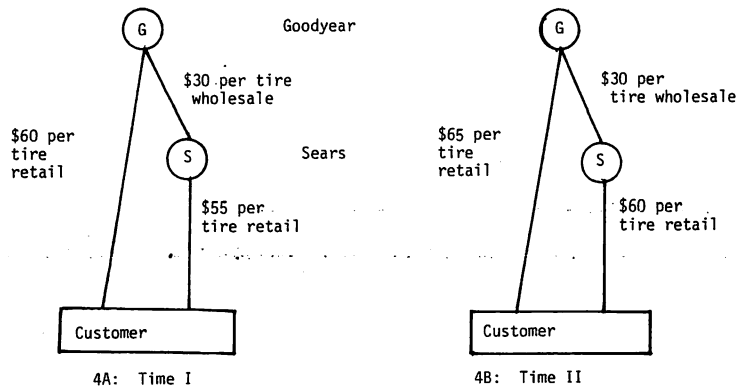 G
Goodyear
$30 per tire
wholesale
$60 per
tire
retail
S
Sears
$55 per
tire retail
Customer
4A: Time I
G
$30 per
tire wholesale
$65 per
tire
retail
S
$60 per
tire retail
Customer
4B: Time II